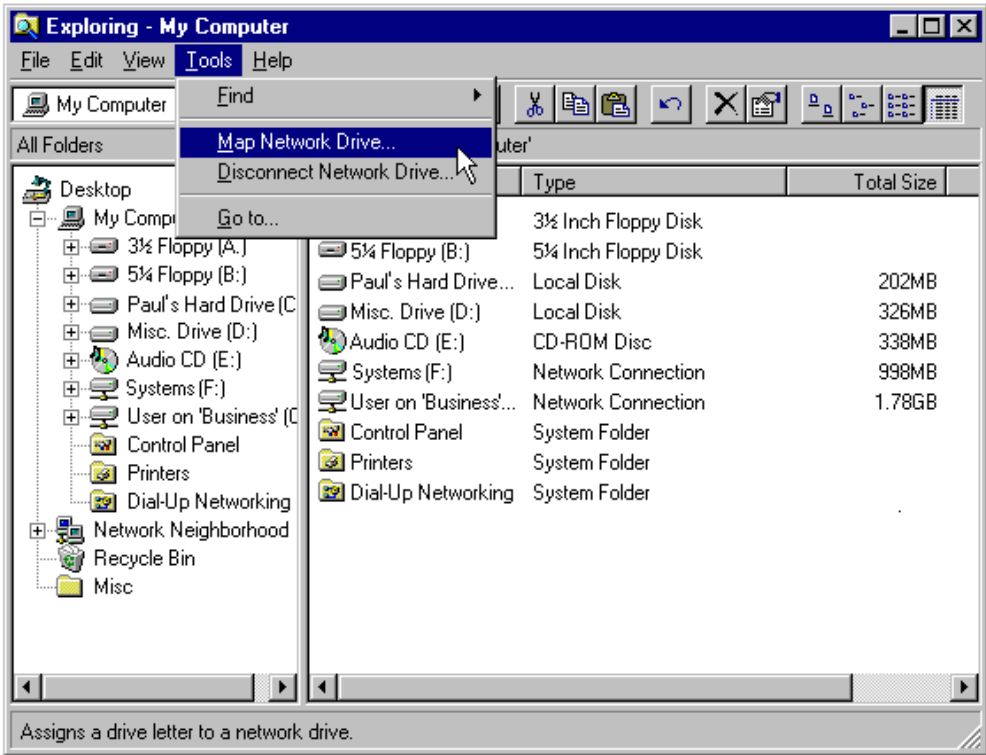 Exploring - My Computer
File Edit View Tools Help
My Computer
Find
Map Network Drive...
Disconnect Network Drive...
Go to...
All Folders
uter'
Type Total Size
Desktop
My Comp
3½ Floppy (A:)
5¼ Floppy (B:)
Paul's Hard Drive (C
Misc. Drive (D:)
Audio CD (E:)
Systems (F:)
User on 'Business' (
Control Panel
Printers
Dial-Up Networking
Network Neighborhood
Recycle Bin
Misc
3½ Inch Floppy Disk
5¼ Floppy (B:) 5¼ Inch Floppy Disk
Paul's Hard Drive... Local Disk 202MB
Misc. Drive (D:) Local Disk 326MB
Audio CD (E:) CD-ROM Disc 338MB
Systems (F:) Network Connection 998MB
User on 'Business'... Network Connection 1.78GB
Control Panel System Folder
Printers System Folder
Dial-Up Networking System Folder
Assigns a drive letter to a network drive.